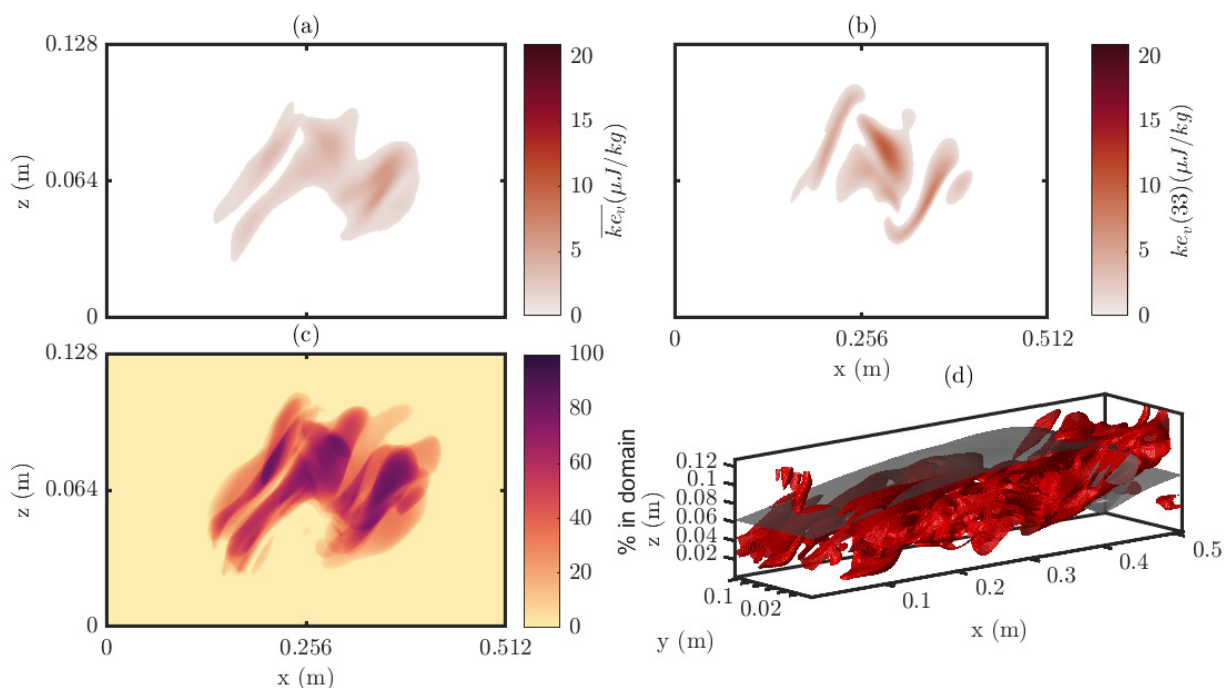 (a)
0.128
z (m)
0.064
0
20
15
10
5
0
ke_v(μJ/kg)
(b)
20
15
10
5
0
ke_v(33)(μJ/kg)
0
0.256
0.512
x (m)
(c)
0.128
z (m)
0.064
0
0
0.256
0.512
x (m)
100
80
60
40
20
0
% in domain
(d)
0.12
0.1
0.08
0.06
0.04
0.02
z (m)
0.1
0.02
y (m)
0.1
0.2
0.3
0.4
0.5
x (m)